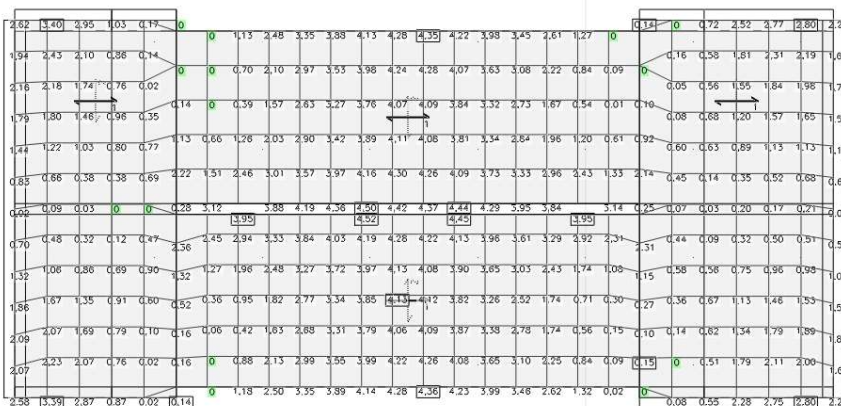 2.62 3.40 2.95 1.03 0.17 0 0.14 0 0.72 2.52 2.77 2.80 2.2
0 1.13 2.48 3.35 3.88 4.13 4.28 4.35 4.22 3.98 3.45 2.61 1.27 0
1.94 2.43 2.10 0.86 0.14 0.16 0.58 1.81 2.31 2.19 1.6
0 0 0.70 2.10 2.97 3.53 3.98 4.24 4.28 4.07 3.63 3.08 2.22 0.84 0.09 0
2.16 2.18 1.74 0.76 0.02 0.05 0.56 1.55 1.84 1.98 1.7
0.14 0 0.39 1.57 2.63 3.27 3.76 4.07 4.09 3.84 3.32 2.73 1.67 0.54 0.01 0.10
1.79 1.80 1.46 0.96 0.35 0.08 0.68 1.20 1.57 1.65 1.5
1.13 0.66 1.26 2.03 2.90 3.42 3.89 4.11 4.08 3.81 3.34 2.78 1.96 1.20 0.61 0.92
1.44 1.22 1.03 0.80 0.77 0.60 0.63 0.89 1.13 1.13 1.1
2.22 1.51 2.46 3.01 3.57 3.97 4.16 4.30 4.26 4.09 3.73 3.33 2.96 2.43 1.33 2.14
0.83 0.66 0.38 0.38 0.69 0.45 0.14 0.35 0.52 0.68 0.6
0.02 0.09 0.03 0 0 0.28 3.12 3.88 4.19 4.36 4.50 4.42 4.37 4.44 4.29 3.95 3.84 3.14 0.25 0.07 0.03 0.20 0.17 0.21 0.0
3.95 4.52 4.45 3.95
0.70 0.48 0.32 0.12 0.47 2.36 2.45 2.94 3.33 3.84 4.03 4.19 4.28 4.22 4.13 3.96 3.61 3.29 2.92 2.31 2.31 0.44 0.09 0.32 0.50 0.51 0.5
1.32 1.06 0.86 0.69 0.90 1.32 1.27 1.96 2.48 3.27 3.72 3.97 4.13 4.08 3.90 3.65 3.03 2.43 1.74 1.08 1.15 0.58 0.58 0.75 0.96 0.98
1.86 1.67 1.35 0.91 0.60 0.52 0.36 0.95 1.82 2.77 3.34 3.85 4.13 4.12 3.82 3.26 2.52 1.74 0.71 0.30 0.27 0.36 0.67 1.13 1.46 1.53
2.09 2.07 1.69 0.79 0.10 0.16 0.06 0.42 1.63 2.68 3.31 3.79 4.06 4.09 3.87 3.38 2.78 1.74 0.56 0.15 0.10 0.14 0.62 1.34 1.79 1.89
2.07 2.23 2.07 0.76 0.02 0.16 0 0.88 2.13 2.99 3.55 3.99 4.22 4.26 4.08 3.65 3.10 2.25 0.84 0.09 0.15 0 0.51 1.79 2.11 2.00
0 1.18 2.50 3.35 3.89 4.14 4.28 4.36 4.23 3.99 3.44 2.62 1.32 0.02 0
2.58 3.39 2.87 0.87 0.02 0.14 0.08 0.55 2.28 2.75 2.80 2.2